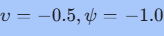 υ = −0.5, ψ = −1.0